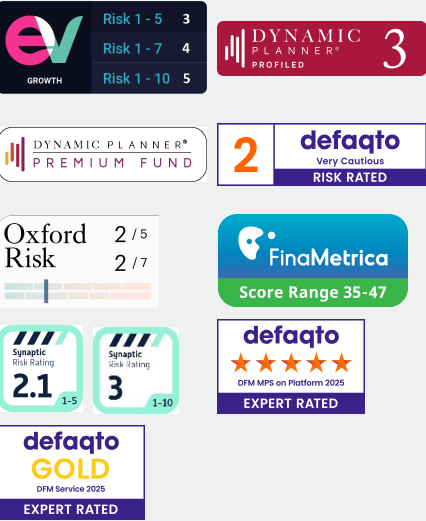 ev
GROWTH
Risk 1 - 5 3
Risk 1 - 7 4
Risk 1 - 10 5
DYNAMIC
PLANNER®
PROFILED
3
DYNAMIC PLANNER®
PREMIUM FUND
2
defaqto
Very Cautious
RISK RATED
Oxford
Risk
2 / 5
2 / 7
FinaMetrica
Score Range 35-47
Synaptic
Risk Rating
2.1
1-5
Synaptic
Risk Rating
3
1-10
defaqto
DFM MPS on Platform 2025
EXPERT RATED
defaqto
GOLD
DFM Service 2025
EXPERT RATED